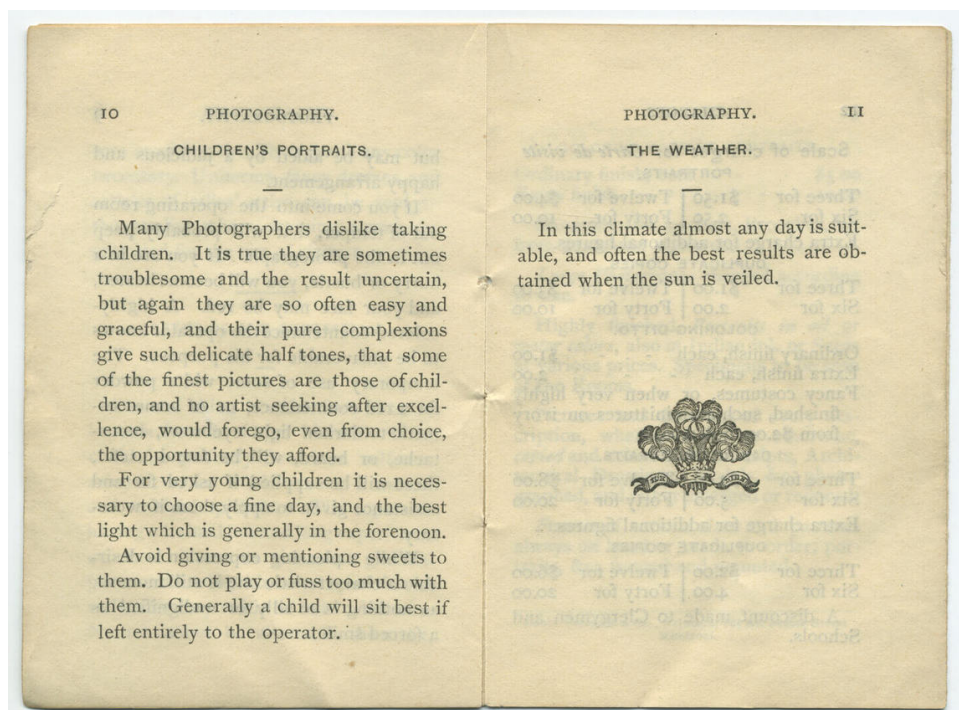 10 PHOTOGRAPHY.
CHILDREN'S PORTRAITS.
Many Photographers dislike taking
children. It is true they are sometimes
troublesome and the result uncertain,
but again they are so often easy and
graceful, and their pure complexions
give such delicate half tones, that some
of the finest pictures are those of chil-
dren, and no artist seeking after excel-
lence, would forego, even from choice,
the opportunity they afford.
For very young children it is neces-
sary to choose a fine day, and the best
light which is generally in the forenoon.
Avoid giving or mentioning sweets to
them. Do not play or fuss too much with
them. Generally a child will sit best if
left entirely to the operator.
PHOTOGRAPHY. 11
THE WEATHER.
In this climate almost any day is suit-
able, and often the best results are ob-
tained when the sun is veiled.